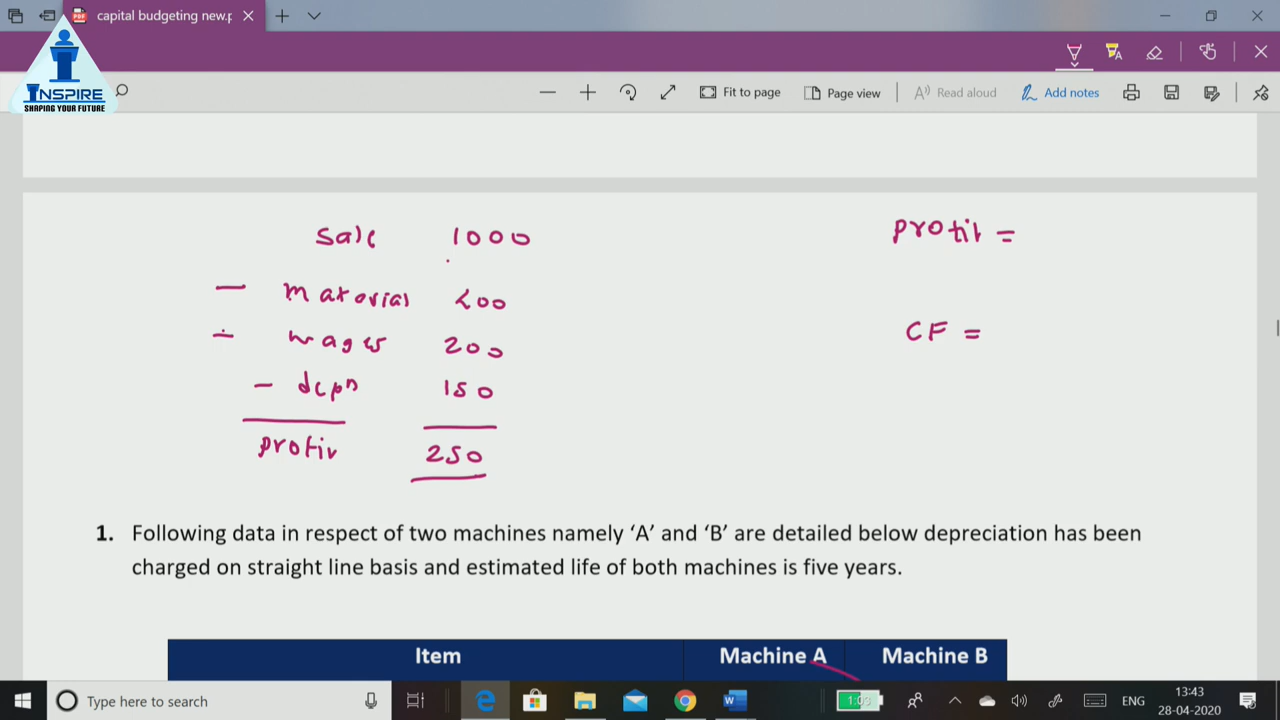 capital budgeting new.p
INSPIRE
SHAPING YOUR FUTURE
Fit to page
Page view
Read aloud
Add notes
Sale 1000
Profit =
— material 400
— wages 200
CF =
— depn 150
Profit 250
1. Following data in respect of two machines namely ‘A’ and ‘B’ are detailed below depreciation has been
charged on straight line basis and estimated life of both machines is five years.
Item Machine A Machine B
Type here to search
1:03
ENG
13:43
28-04-2020